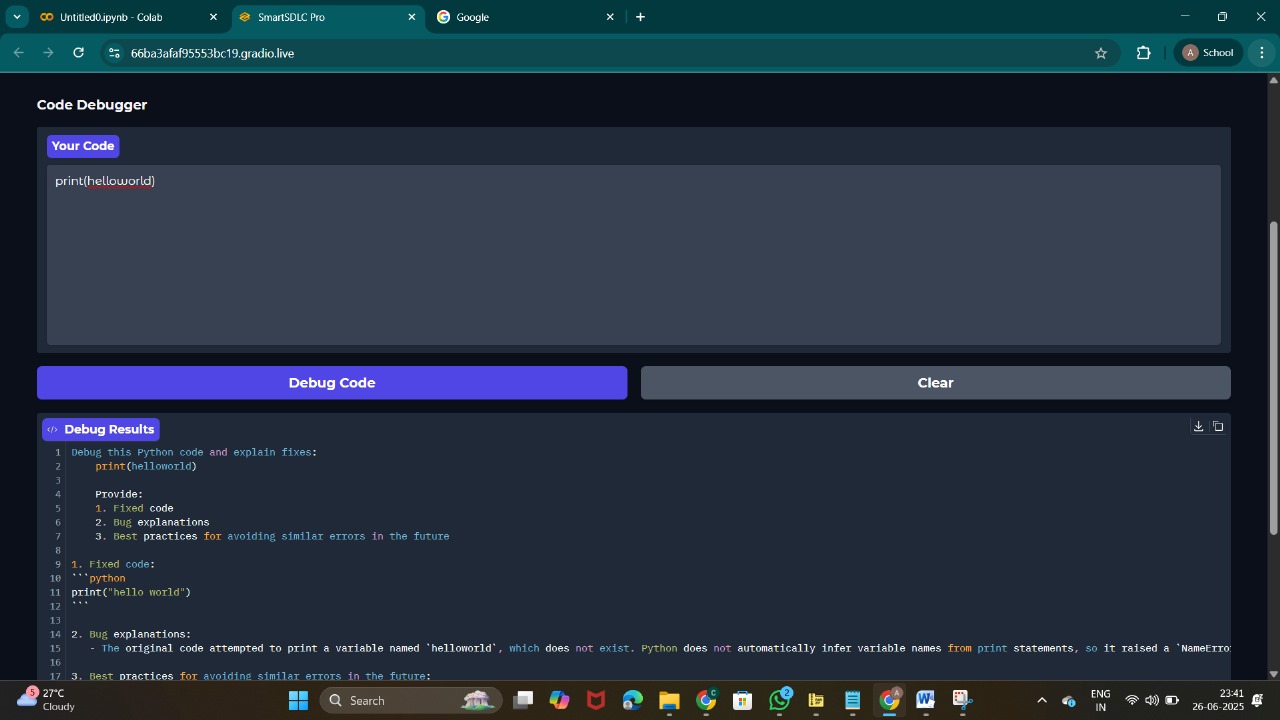 Untitled0.ipynb - Colab
SmartSDLC Pro
Google
66ba3afaf95553bc19.gradio.live
A School
Code Debugger
Your Code
print(helloworld)
Debug Code
Clear
</> Debug Results
1 Debug this Python code and explain fixes:
2 print(helloworld)
3
4 Provide:
5 1. Fixed code
6 2. Bug explanations
7 3. Best practices for avoiding similar errors in the future
8
9 1. Fixed code:
10 ```python
11 print("hello world")
12 ```
13
14 2. Bug explanations:
15 - The original code attempted to print a variable named `helloworld`, which does not exist. Python does not automatically infer variable names from print statements, so it raised a `NameErro
16
17 3. Best practices for avoiding similar errors in the future:
5
27°C
Cloudy
Search
C
2
A
W
ENG
IN
23:41
26-06-2025